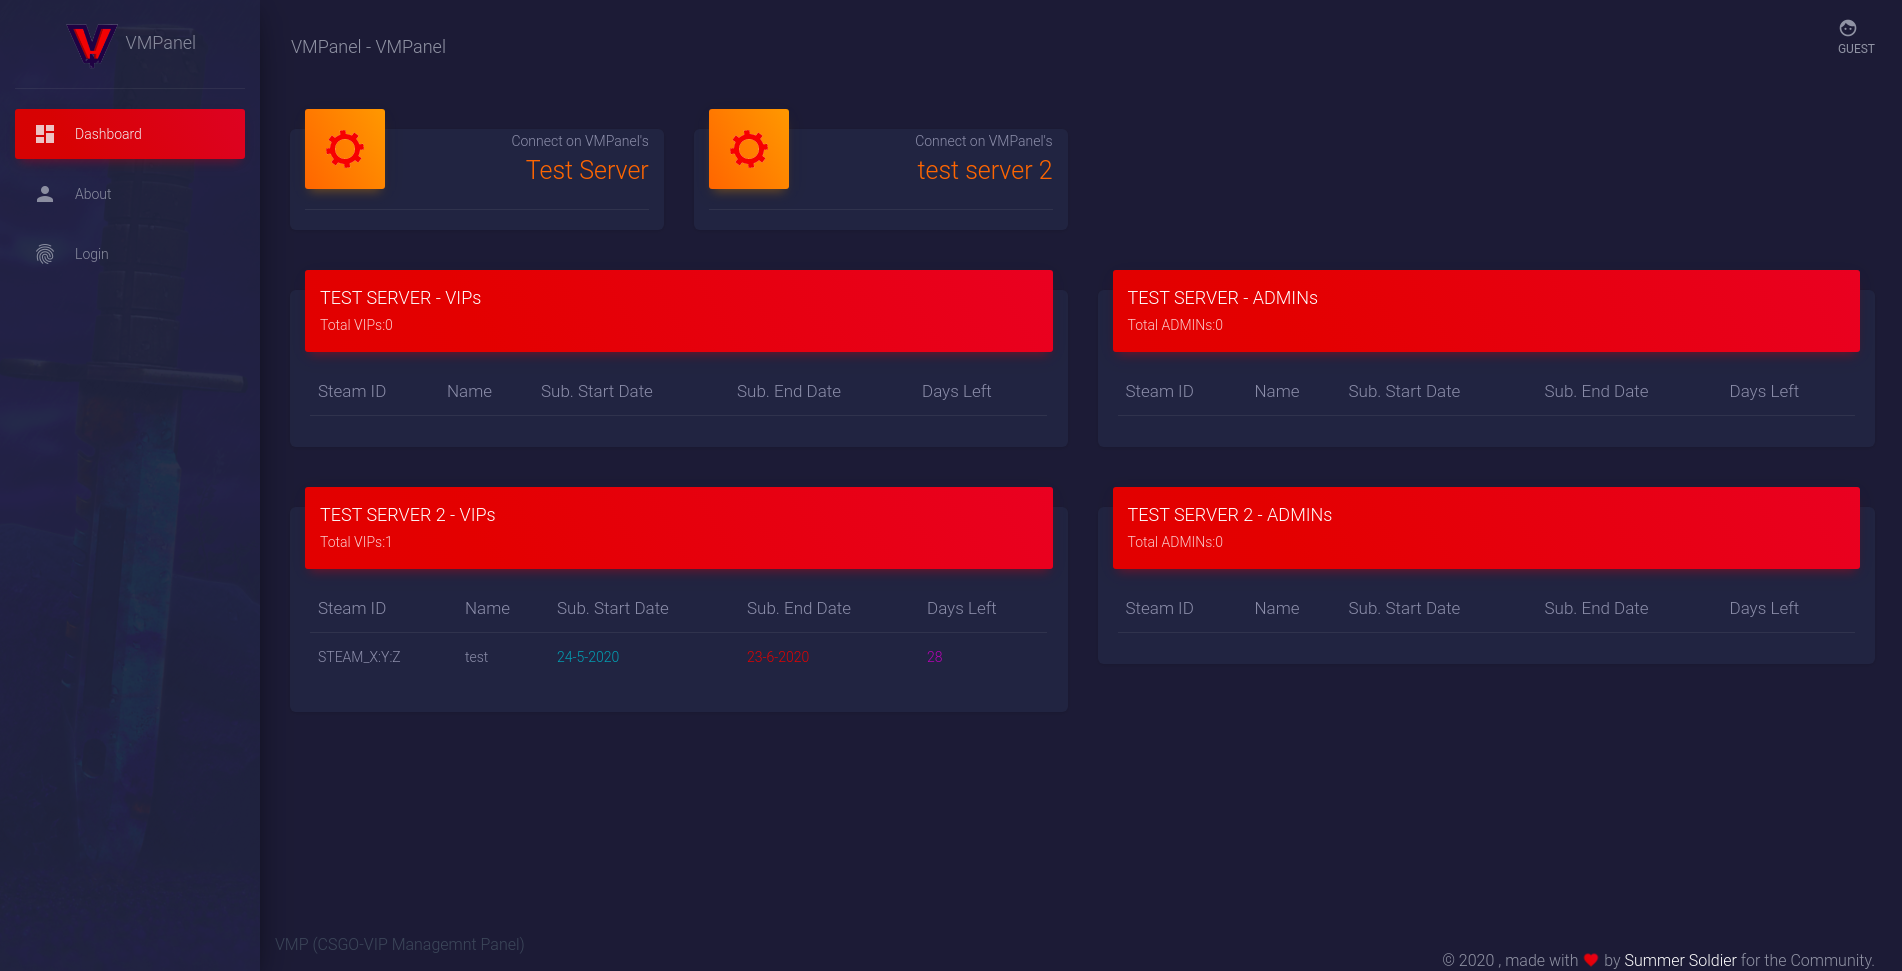 VMPanel
Dashboard
About
Login
VMPanel - VMPanel
GUEST
Connect on VMPanel's
Test Server
Connect on VMPanel's
test server 2
TEST SERVER - VIPs
Total VIPs:0
Steam ID Name Sub. Start Date Sub. End Date Days Left
TEST SERVER - ADMINs
Total ADMINs:0
Steam ID Name Sub. Start Date Sub. End Date Days Left
TEST SERVER 2 - VIPs
Total VIPs:1
Steam ID Name Sub. Start Date Sub. End Date Days Left
STEAM_X:Y:Z test 24-5-2020 23-6-2020 28
TEST SERVER 2 - ADMINs
Total ADMINs:0
Steam ID Name Sub. Start Date Sub. End Date Days Left
VMP (CSGO-VIP Managemnt Panel)
© 2020 , made with ♥ by Summer Soldier for the Community.